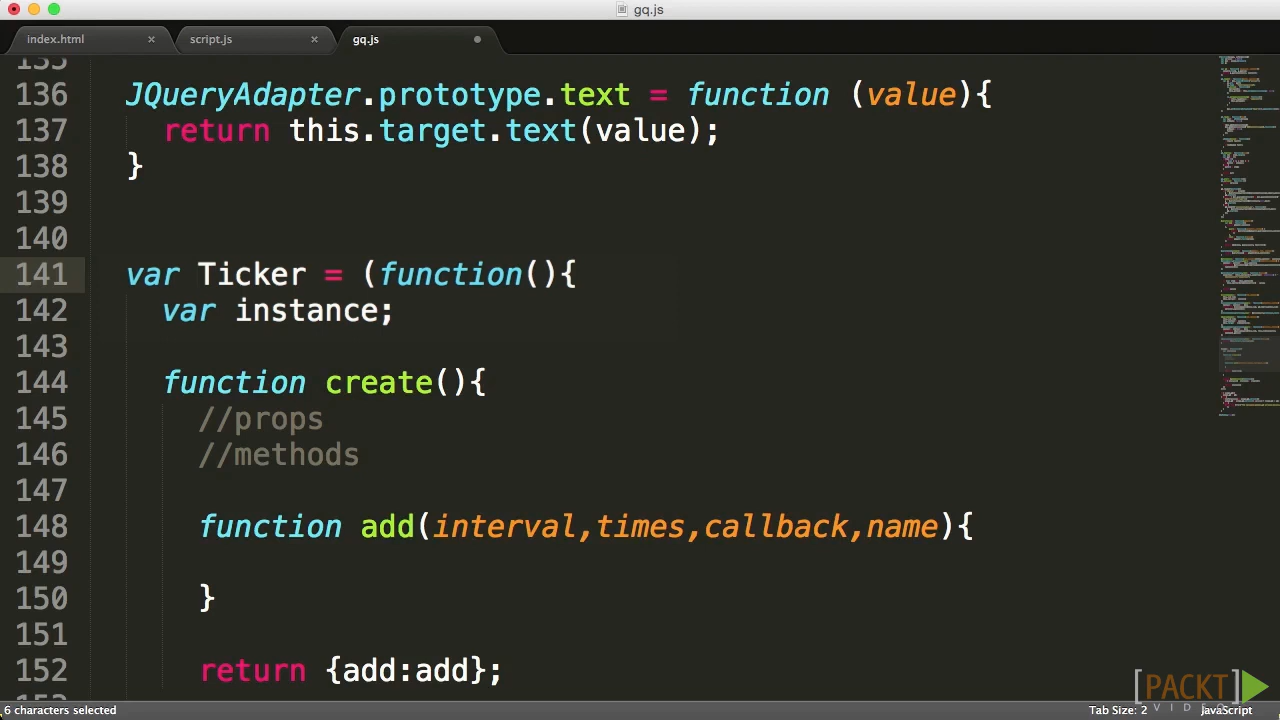 gq.js
index.html × script.js × gq.js
135
136 JQueryAdapter.prototype.text = function (value){
137 return this.target.text(value);
138 }
139
140
141 var Ticker = (function(){
142 var instance;
143
144 function create(){
145 //props
146 //methods
147
148 function add(interval,times,callback,name){
149
150 }
151
152 return {add:add};
153
[PACKT]
VIDEO
6 characters selected Tab Size: 2 JavaScript